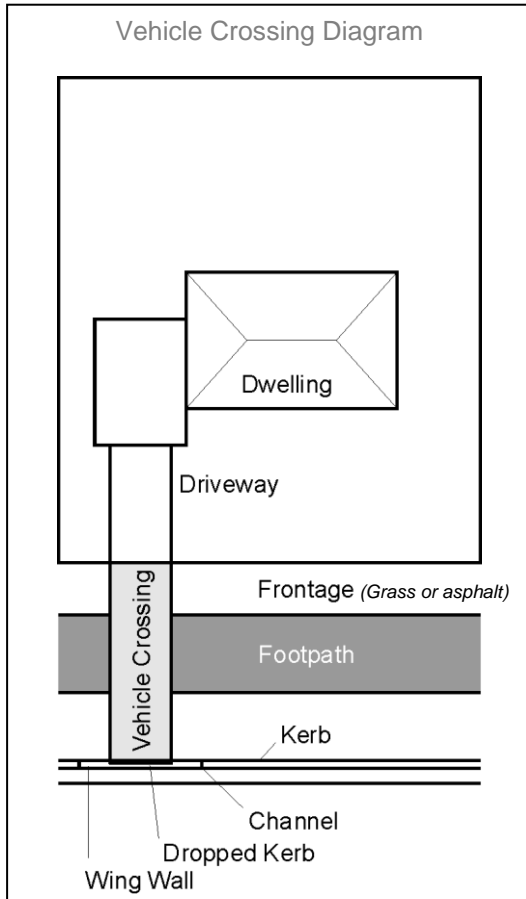 Vehicle Crossing Diagram
Dwelling
Driveway
Vehicle Crossing
Frontage (Grass or asphalt)
Footpath
Kerb
Channel
Dropped Kerb
Wing Wall